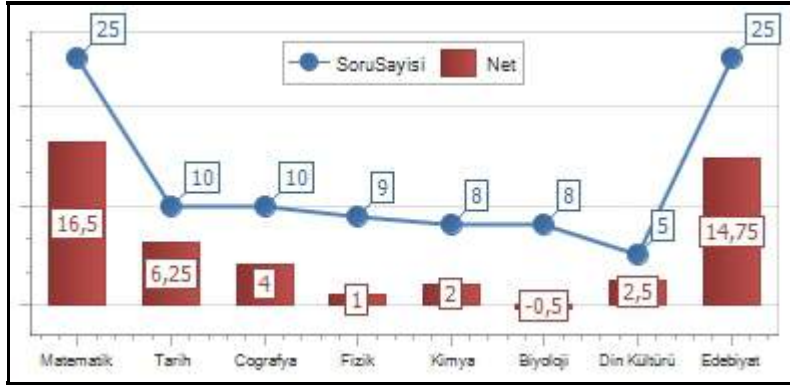 25
25
SoruSayisi
Net
10
10
9
8
8
5
16,5
6,25
4
1
2
-0,5
2,5
14,75
Matematik
Tarih
Cografya
Fizik
Kimya
Biyoloji
Din Kültürü
Edebiyat